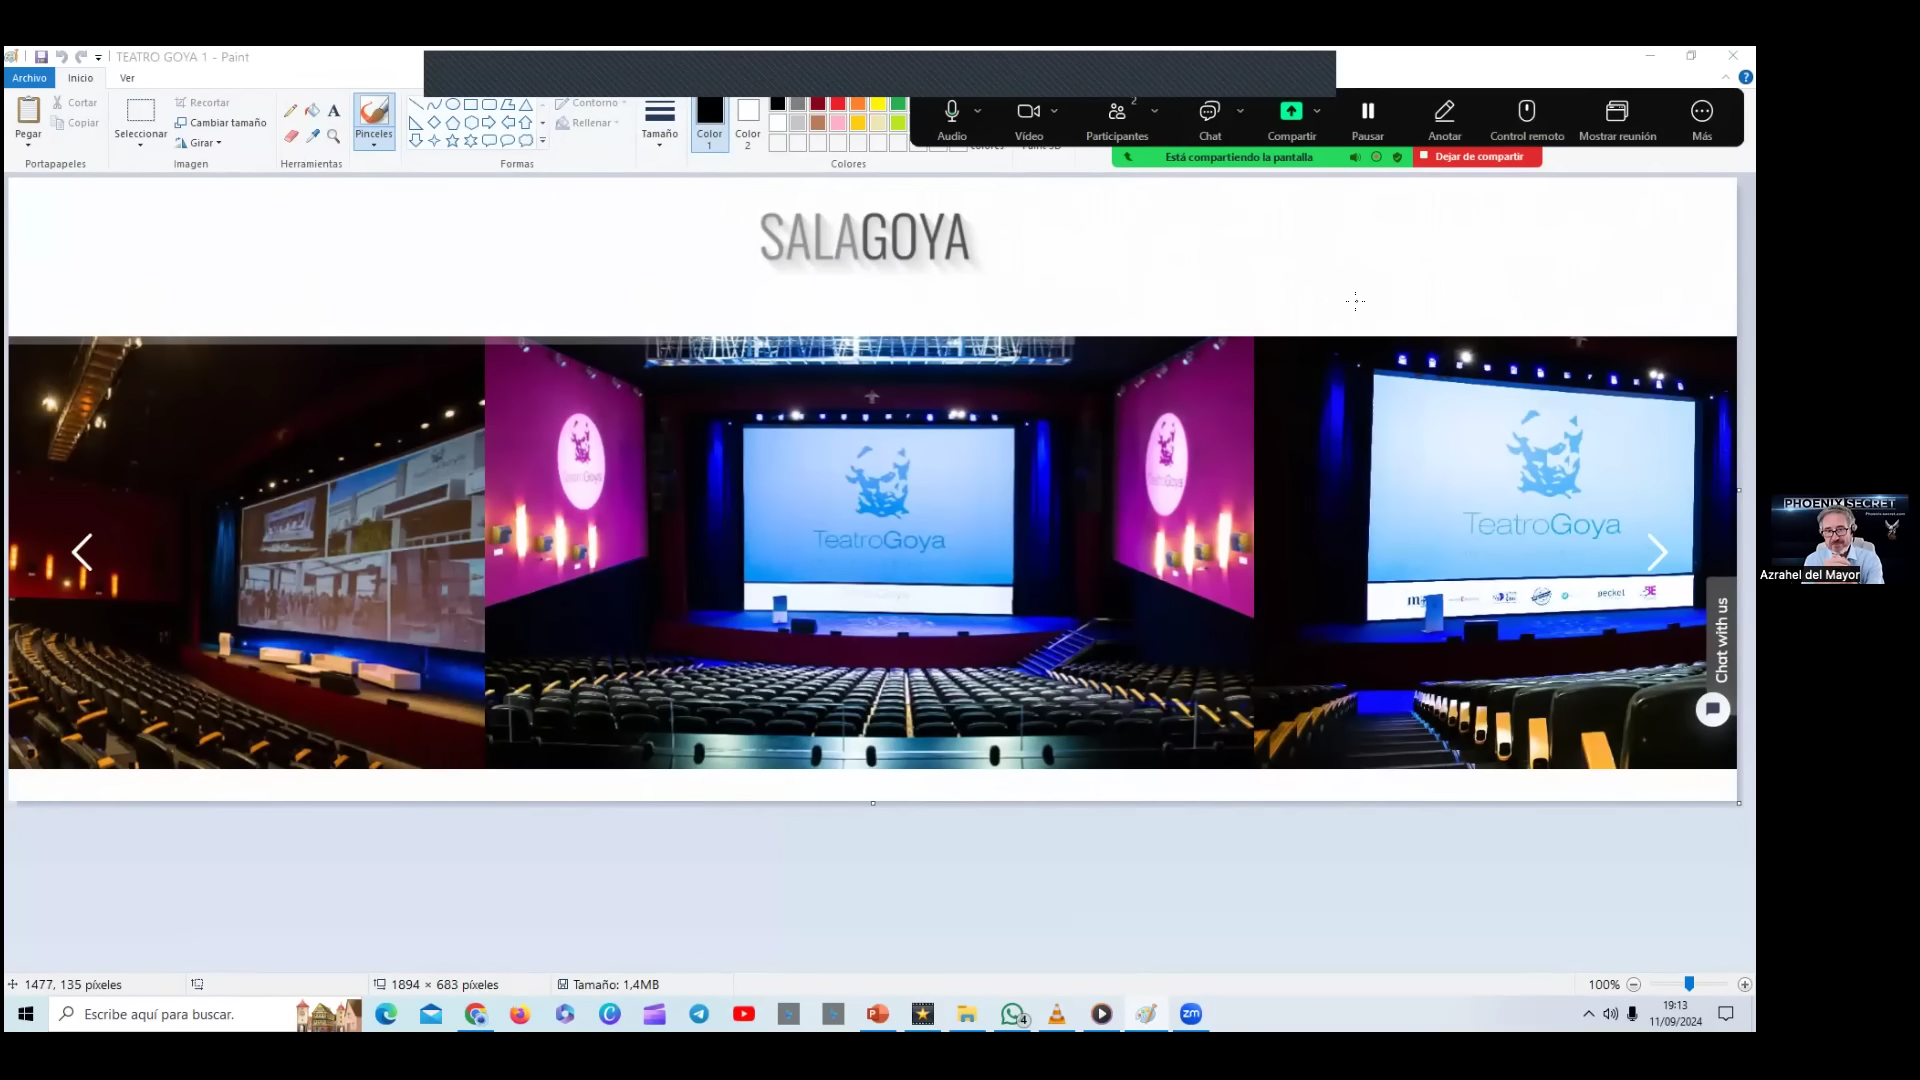 TEATRO GOYA 1 - Paint
Archivo
Inicio
Ver
Pegar
Cortar
Copiar
Portapapeles
Seleccionar
Recortar
Cambiar tamaño
Girar
Imagen
A
Herramientas
Pinceles
Contorno
Rellenar
Formas
Tamaño
Color
1
Color
2
Colores
Audio
Vídeo
2
Participantes
Chat
Compartir
Pausar
Anotar
Control remoto
Mostrar reunión
Más
Está compartiendo la pantalla
Dejar de compartir
SALAGOYA
TeatroGoya
TeatroGoya
peckel
Chat with us
PHOENIX SECRET
Azrahel del Mayor
1477, 135 píxeles
1894 × 683 píxeles
Tamaño: 1,4MB
100%
Escribe aquí para buscar.
4
zm
19:13
11/09/2024